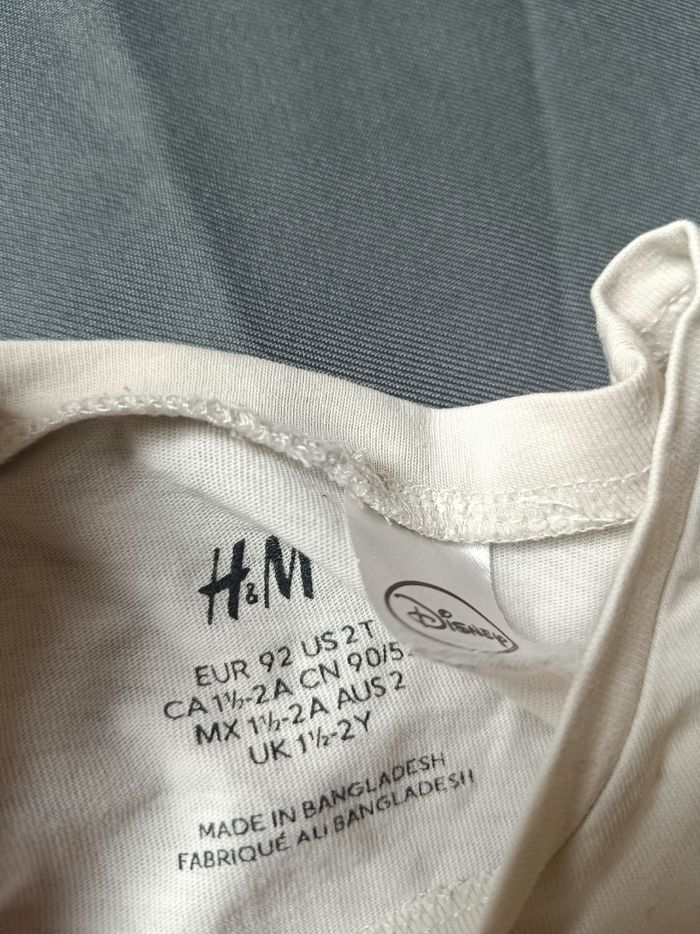 H&M
EUR 92 US 2T
CA 1½-2A CN 90/5
MX 1½-2A AUS 2
UK 1½-2Y
MADE IN BANGLADESH
FABRIQUÉ AU BANGLADESH
Disney